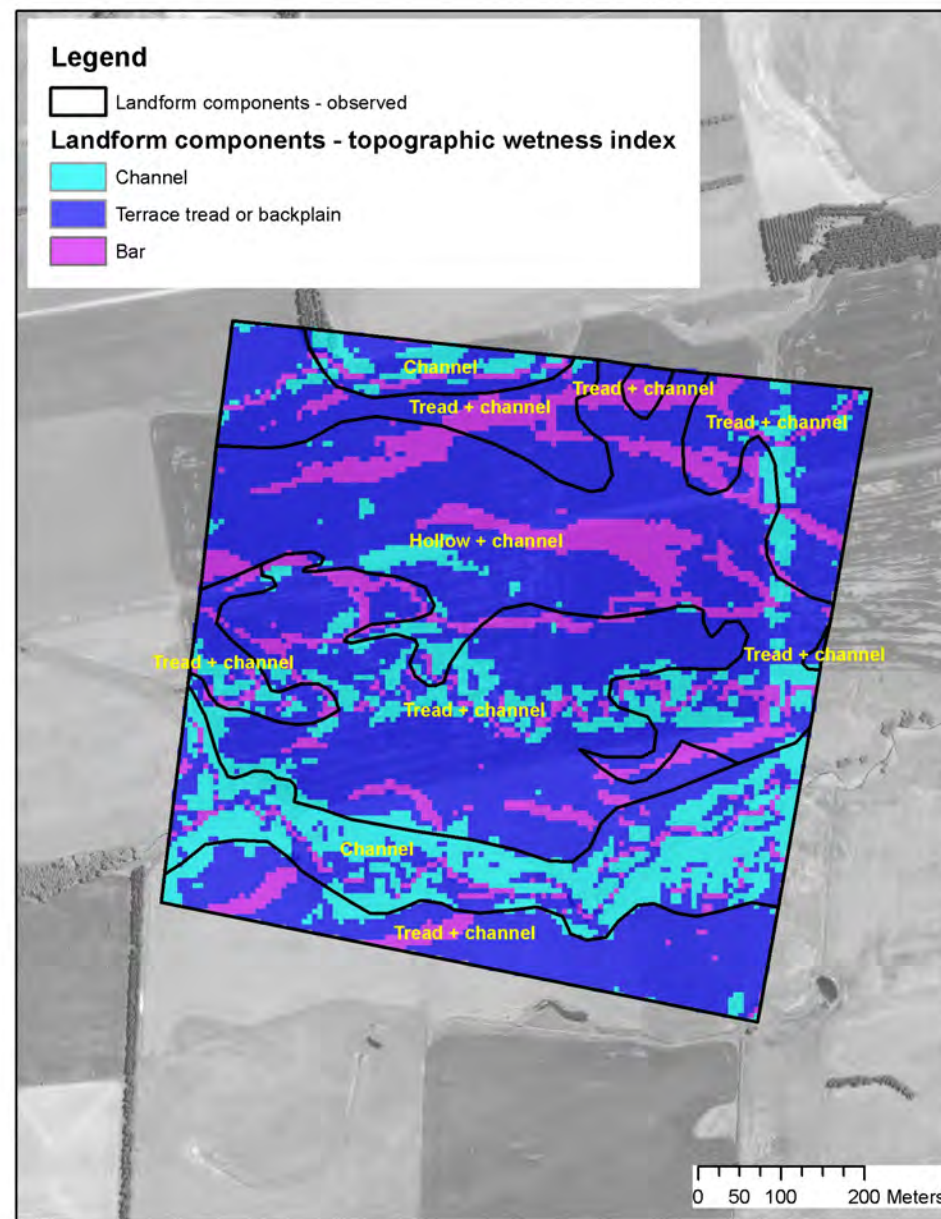 Legend
Landform components - observed
Landform components - topographic wetness index
Channel
Terrace tread or backplain
Bar
Channel
Tread + channel
Tread + channel
Tread + channel
Hollow + channel
Tread + channel
Tread + channel
Tread + channel
Channel
Tread + channel
0 50 100 200 Meters